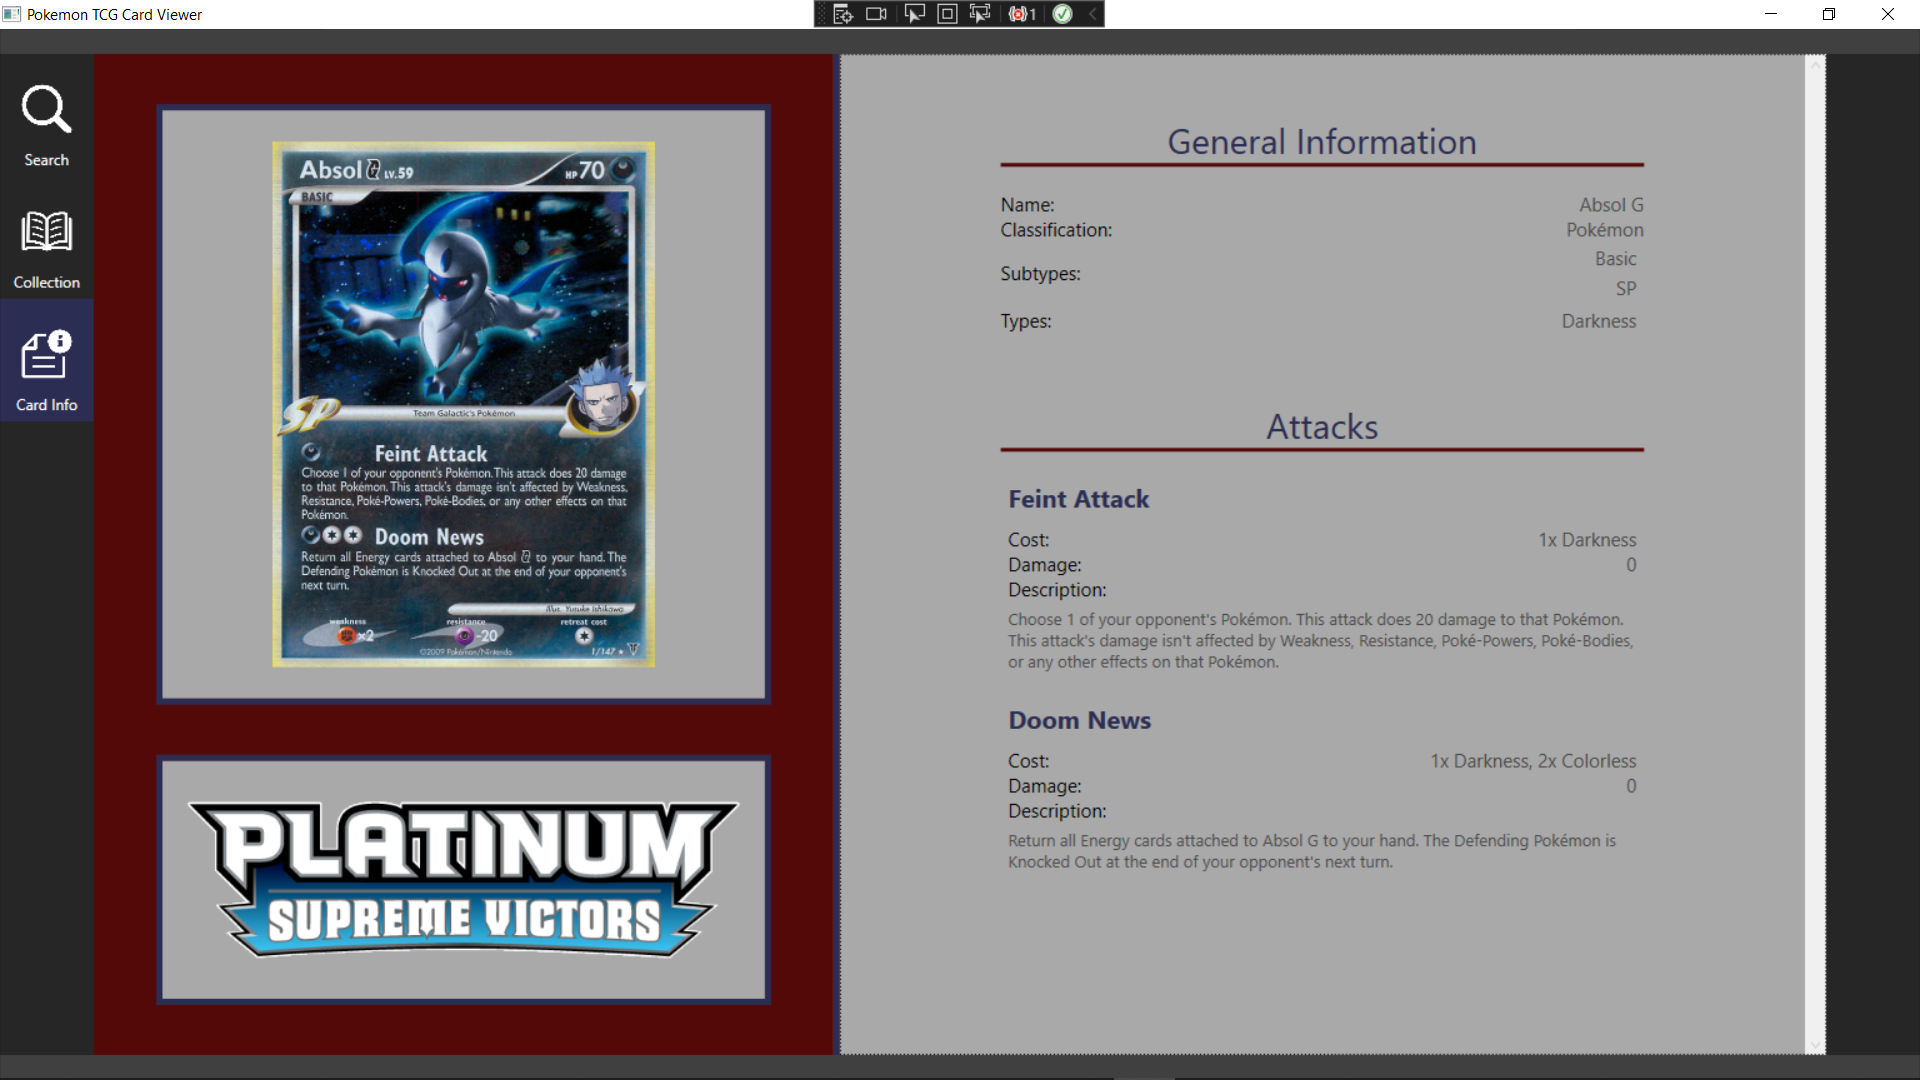 Pokemon TCG Card Viewer
1
Search
Collection
Card Info
Absol G LV.59
HP 70
BASIC
SP
Team Galactic's Pokémon
Feint Attack
Choose 1 of your opponent's Pokémon. This attack does 20 damage
to that Pokémon. This attack's damage isn't affected by Weakness,
Resistance, Poké-Powers, Poké-Bodies, or any other effects on that
Pokémon.
Doom News
Return all Energy cards attached to Absol G to your hand. The
Defending Pokémon is Knocked Out at the end of your opponent's
next turn.
Illus. Yusuke Ishikawa
weakness resistance retreat cost
×2 -20
©2009 Pokémon/Nintendo 1/147
PLATINUM
SUPREME VICTORS
General Information
Name: Absol G
Classification: Pokémon
Subtypes: Basic
SP
Types: Darkness
Attacks
Feint Attack
Cost: 1x Darkness
Damage: 0
Description:
Choose 1 of your opponent's Pokémon. This attack does 20 damage to that Pokémon.
This attack's damage isn't affected by Weakness, Resistance, Poké-Powers, Poké-Bodies,
or any other effects on that Pokémon.
Doom News
Cost: 1x Darkness, 2x Colorless
Damage: 0
Description:
Return all Energy cards attached to Absol G to your hand. The Defending Pokémon is
Knocked Out at the end of your opponent's next turn.